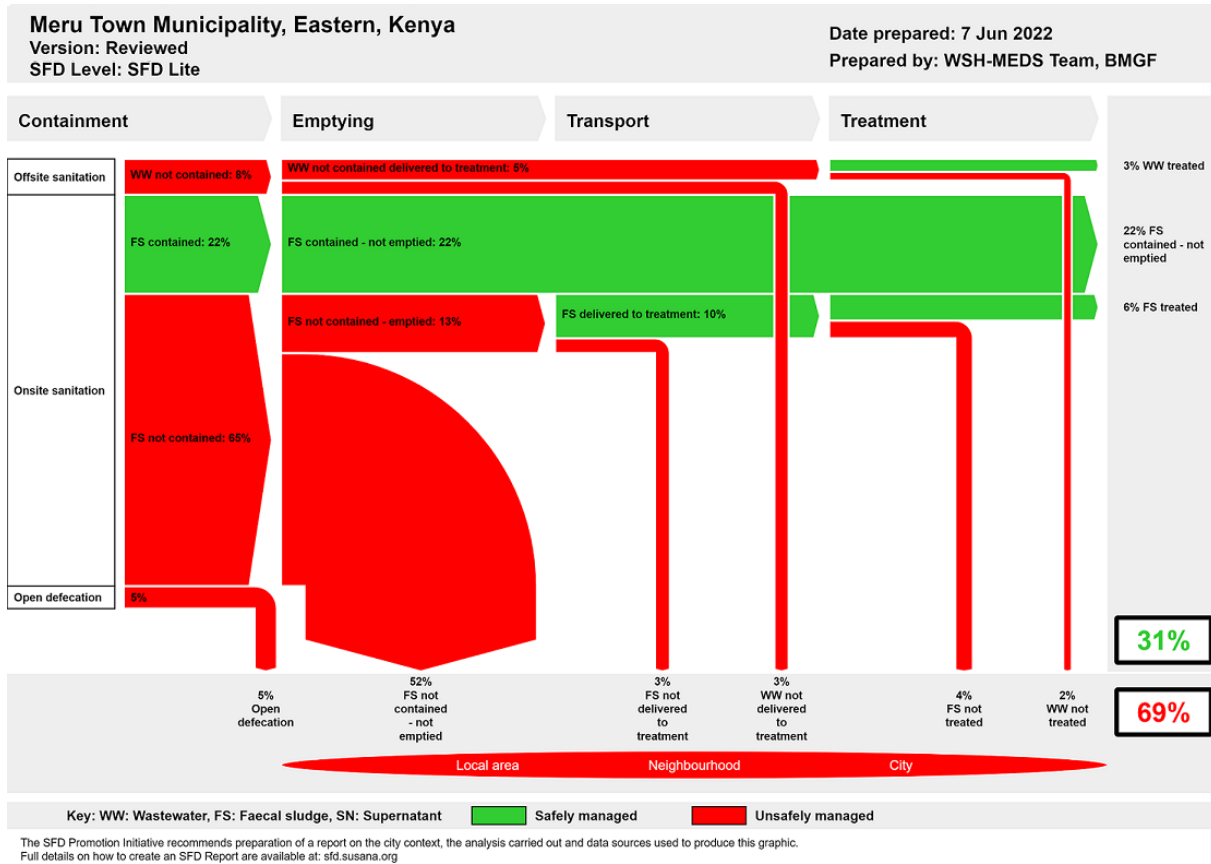 Meru Town Municipality, Eastern, Kenya
Version: Reviewed
SFD Level: SFD Lite
Date prepared: 7 Jun 2022
Prepared by: WSH-MEDS Team, BMGF
Containment
Emptying
Transport
Treatment
Offsite sanitation
WW not contained: 8%
WW not contained delivered to treatment: 5%
3% WW treated
FS contained: 22%
FS contained - not emptied: 22%
22% FS
contained - not
emptied
FS not contained - emptied: 13%
FS delivered to treatment: 10%
6% FS treated
Onsite sanitation
FS not contained: 65%
Open defecation
5%
31%
5%
Open
defecation
52%
FS not
contained
- not
emptied
3%
FS not
delivered
to
treatment
3%
WW not
delivered
to
treatment
4%
FS not
treated
2%
WW not
treated
69%
Local area
Neighbourhood
City
Key: WW: Wastewater, FS: Faecal sludge, SN: Supernatant
Safely managed
Unsafely managed
The SFD Promotion Initiative recommends preparation of a report on the city context, the analysis carried out and data sources used to produce this graphic.
Full details on how to create an SFD Report are available at: sfd.susana.org